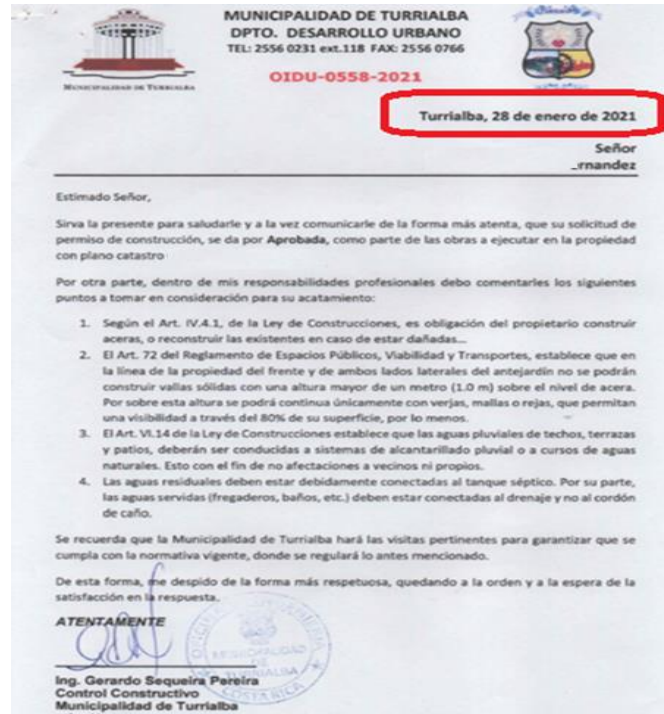 MUNICIPALIDAD DE TURRIALBA
DPTO. DESARROLLO URBANO
TEL: 2556 0231 ext.118 FAX: 2556 0766
OIDU-0558-2021
MUNICIPALIDAD DE TURRIALBA
Turrialba, 28 de enero de 2021
Señor
rnandez
Estimado Señor,
Sirva la presente para saludarle y a la vez comunicarle de la forma más atenta, que su solicitud de
permiso de construcción, se da por Aprobada, como parte de las obras a ejecutar en la propiedad
con plano catastro
Por otra parte, dentro de mis responsabilidades profesionales debo comentarles los siguientes
puntos a tomar en consideración para su acatamiento:
1. Según el Art. IV.4.1, de la Ley de Construcciones, es obligación del propietario construir
aceras, o reconstruir las existentes en caso de estar dañadas...
2. El Art. 72 del Reglamento de Espacios Públicos, Viabilidad y Transportes, establece que en
la línea de la propiedad del frente y de ambos lados laterales del antejardín no se podrán
construir vallas sólidas con una altura mayor de un metro (1.0 m) sobre el nivel de acera.
Por sobre esta altura se podrá continua únicamente con verjas, mallas o rejas, que permitan
una visibilidad a través del 80% de su superficie, por lo menos.
3. El Art. VI.14 de la Ley de Construcciones establece que las aguas pluviales de techos, terrazas
y patios, deberán ser conducidas a sistemas de alcantarillado pluvial o a cursos de aguas
naturales. Esto con el fin de no afectaciones a vecinos ni propios.
4. Las aguas residuales deben estar debidamente conectadas al tanque séptico. Por su parte,
las aguas servidas (fregaderos, baños, etc.) deben estar conectadas al drenaje y no al cordón
de caño.
Se recuerda que la Municipalidad de Turrialba hará las visitas pertinentes para garantizar que se
cumpla con la normativa vigente, donde se regulará lo antes mencionado.
De esta forma, me despido de la forma más respetuosa, quedando a la orden y a la espera de la
satisfacción en la respuesta.
ATENTAMENTE
MUNICIPALIDAD
DE
TURRIALBA
COSTA RICA
Ing. Gerardo Sequeira Pereira
Control Constructivo
Municipalidad de Turrialba